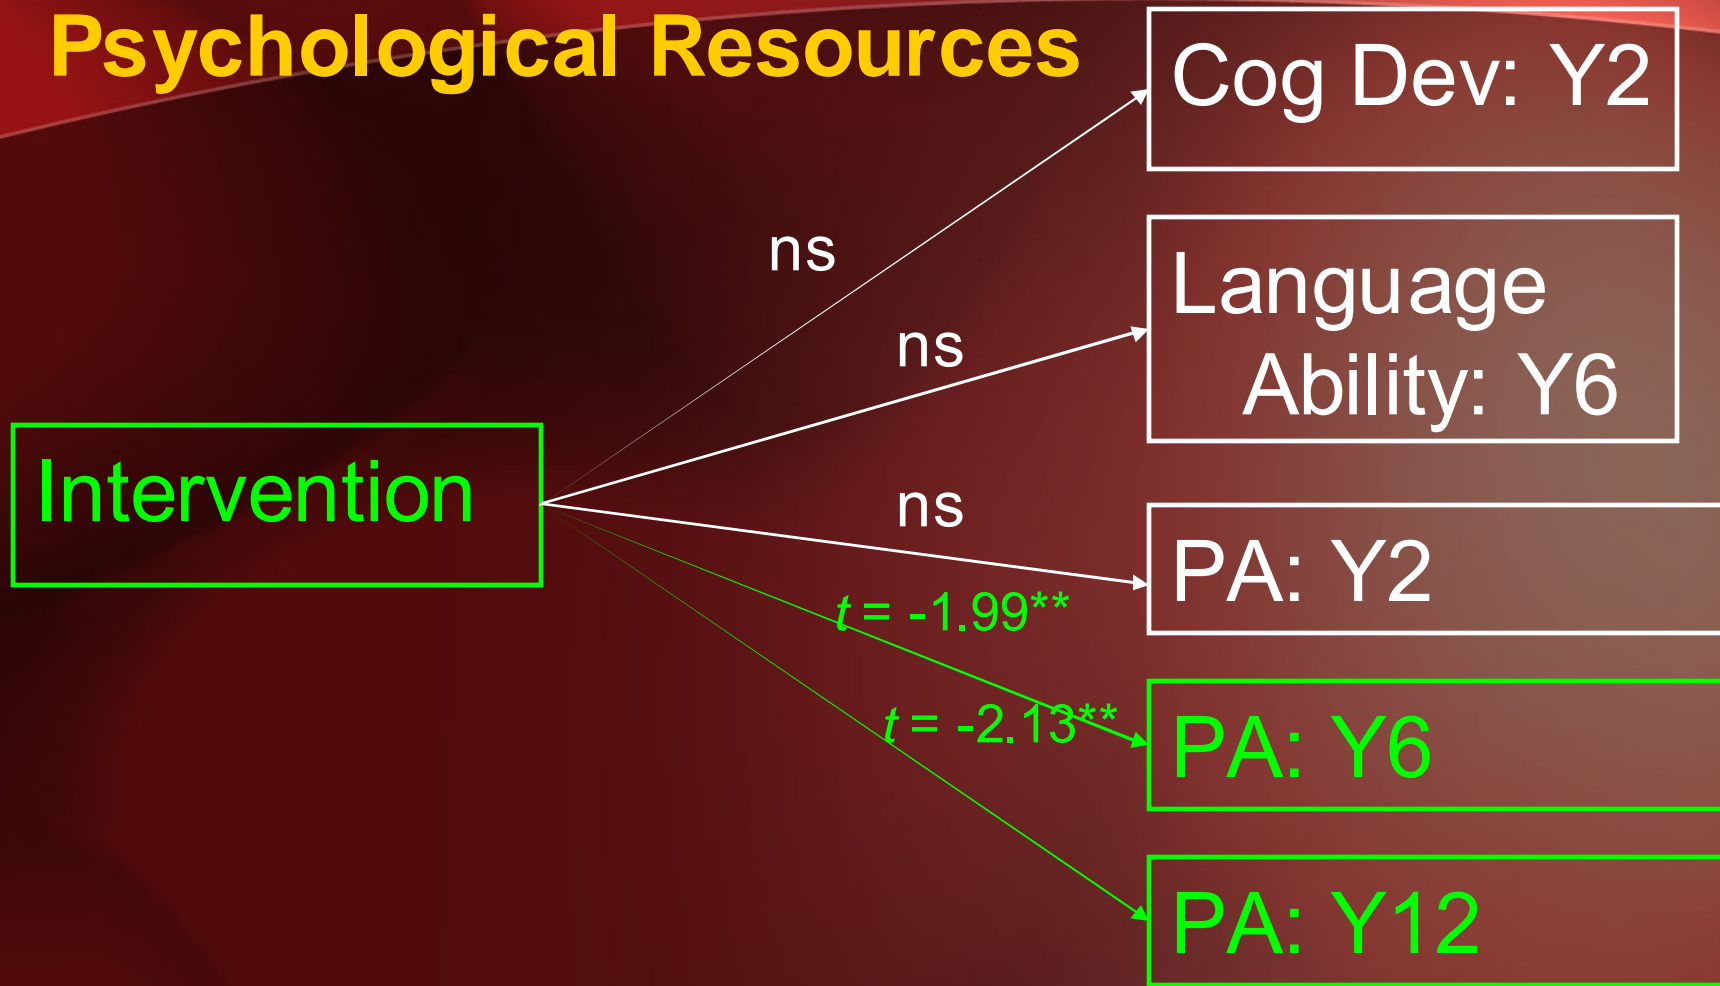 Psychological Resources
Cog Dev: Y2
ns
Language
Ability: Y6
ns
Intervention
ns
PA: Y2
t = -1.99**
PA: Y6
t = -2.13**
PA: Y12